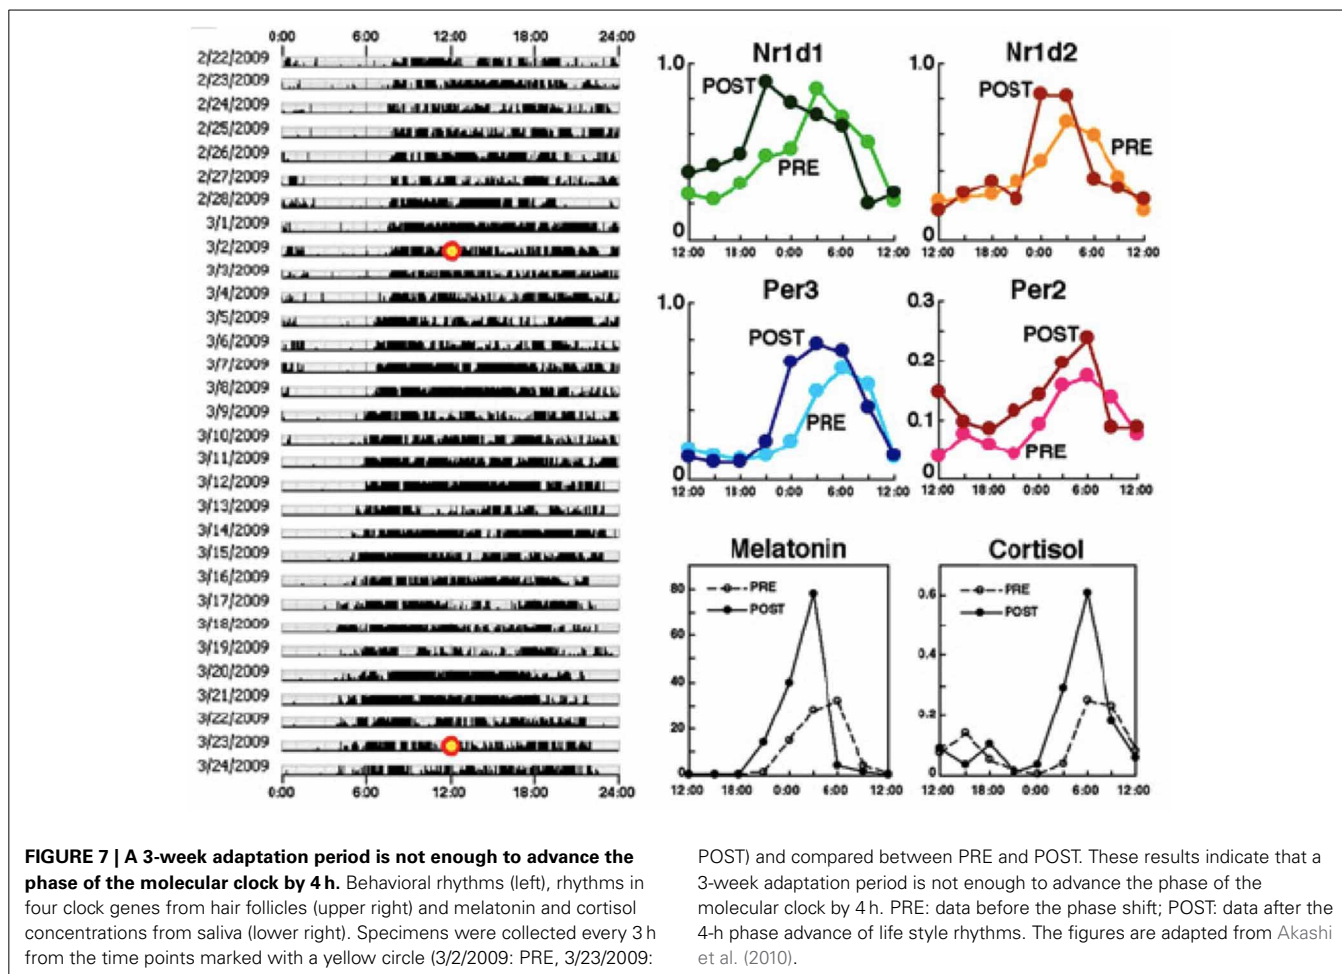 0:00 6:00 12:00 18:00 24:00
2/22/2009
2/23/2009
2/24/2009
2/25/2009
2/26/2009
2/27/2009
2/28/2009
3/1/2009
3/2/2009
3/3/2009
3/4/2009
3/5/2009
3/6/2009
3/7/2009
3/8/2009
3/9/2009
3/10/2009
3/11/2009
3/12/2009
3/13/2009
3/14/2009
3/15/2009
3/16/2009
3/17/2009
3/18/2009
3/19/2009
3/20/2009
3/21/2009
3/22/2009
3/23/2009
3/24/2009
0:00 6:00 12:00 18:00 24:00
Nr1d1
1.0
POST
PRE
0
12:00 18:00 0:00 6:00 12:00
Nr1d2
1.0
POST
PRE
0
12:00 18:00 0:00 6:00 12:00
Per3
1.0
POST
PRE
0
12:00 18:00 0:00 6:00 12:00
Per2
0.3
POST
0.2
0.1
PRE
0
12:00 18:00 0:00 6:00 12:00
Melatonin
80
PRE
POST
60
40
20
0
12:00 18:00 0:00 6:00 12:00
Cortisol
0.6
PRE
POST
0.4
0.2
0
12:00 18:00 0:00 6:00 12:00
FIGURE 7 | A 3-week adaptation period is not enough to advance the
phase of the molecular clock by 4 h. Behavioral rhythms (left), rhythms in
four clock genes from hair follicles (upper right) and melatonin and cortisol
concentrations from saliva (lower right). Specimens were collected every 3 h
from the time points marked with a yellow circle (3/2/2009: PRE, 3/23/2009:
POST) and compared between PRE and POST. These results indicate that a
3-week adaptation period is not enough to advance the phase of the
molecular clock by 4 h. PRE: data before the phase shift; POST: data after the
4-h phase advance of life style rhythms. The figures are adapted from Akashi
et al. (2010).